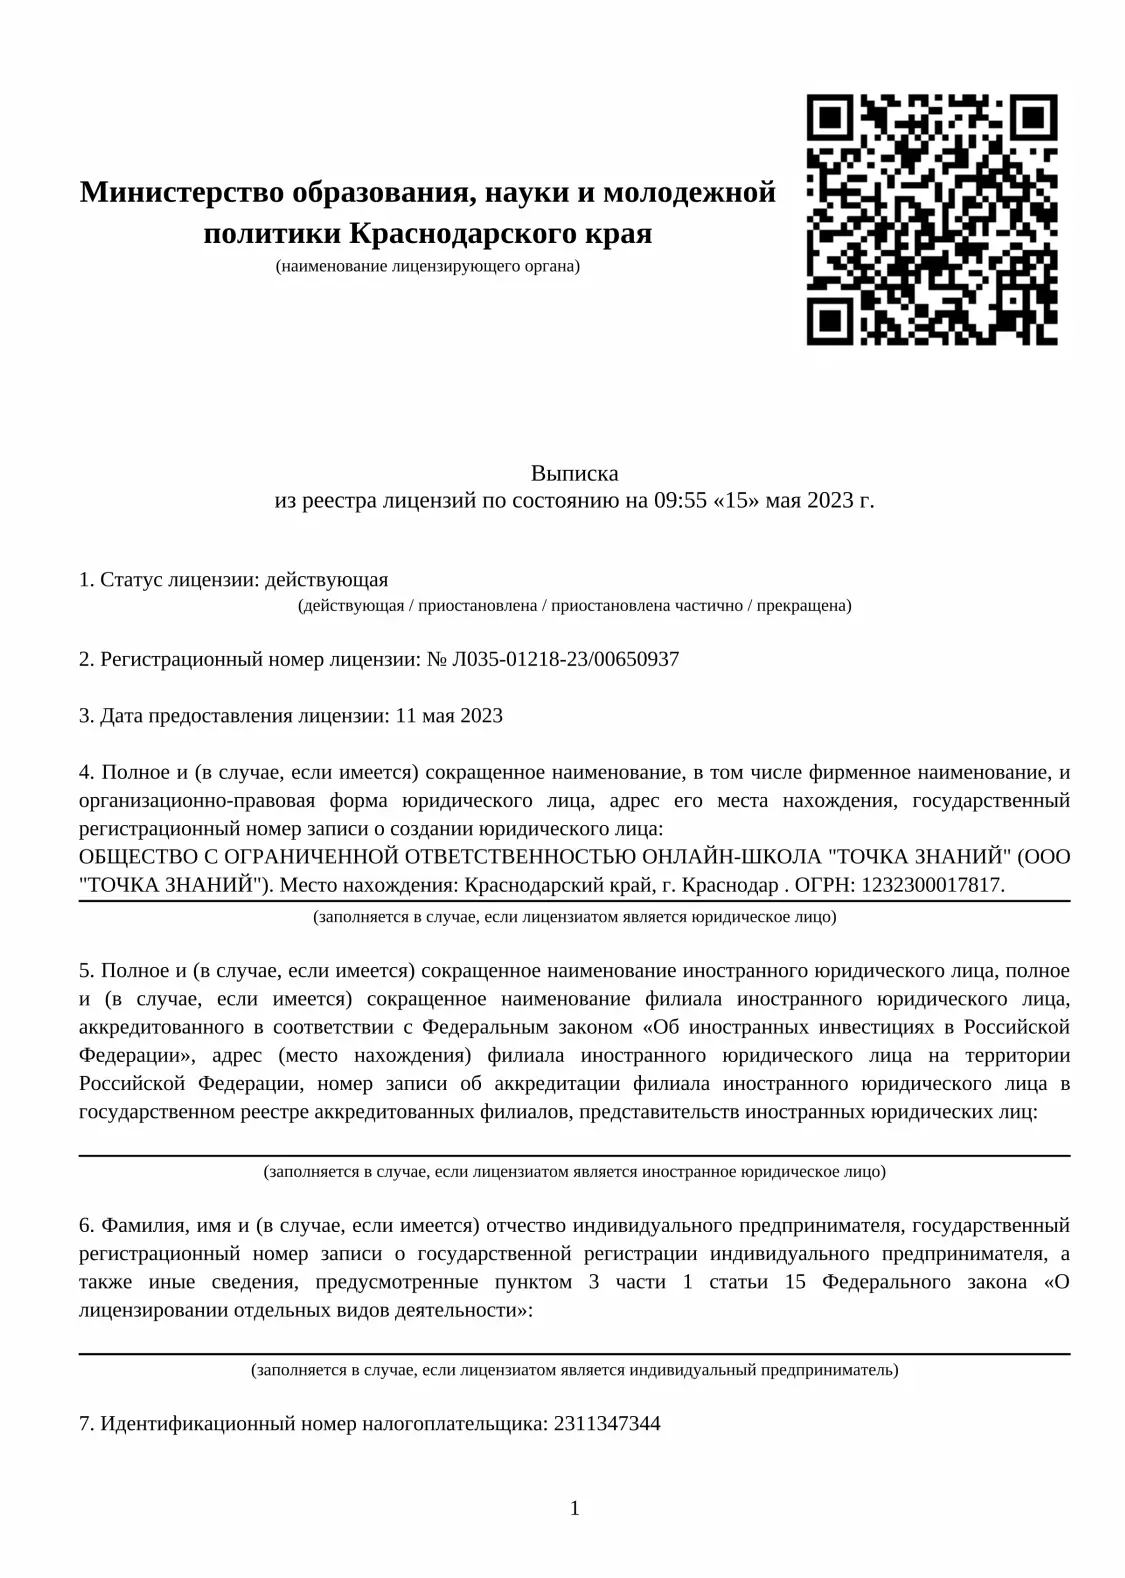 Министерство образования, науки и молодежной
политики Краснодарского края
(наименование лицензирующего органа)
Выписка
из реестра лицензий по состоянию на 09:55 «15» мая 2023 г.
1. Статус лицензии: действующая
(действующая / приостановлена / приостановлена частично / прекращена)
2. Регистрационный номер лицензии: № Л035-01218-23/00650937
3. Дата предоставления лицензии: 11 мая 2023
4. Полное и (в случае, если имеется) сокращенное наименование, в том числе фирменное наименование, и
организационно-правовая форма юридического лица, адрес его места нахождения, государственный
регистрационный номер записи о создании юридического лица:
ОБЩЕСТВО С ОГРАНИЧЕННОЙ ОТВЕТСТВЕННОСТЬЮ ОНЛАЙН-ШКОЛА "ТОЧКА ЗНАНИЙ" (ООО
"ТОЧКА ЗНАНИЙ"). Место нахождения: Краснодарский край, г. Краснодар . ОГРН: 1232300017817.
(заполняется в случае, если лицензиатом является юридическое лицо)
5. Полное и (в случае, если имеется) сокращенное наименование иностранного юридического лица, полное
и (в случае, если имеется) сокращенное наименование филиала иностранного юридического лица,
аккредитованного в соответствии с Федеральным законом «Об иностранных инвестициях в Российской
Федерации», адрес (место нахождения) филиала иностранного юридического лица на территории
Российской Федерации, номер записи об аккредитации филиала иностранного юридического лица в
государственном реестре аккредитованных филиалов, представительств иностранных юридических лиц:
(заполняется в случае, если лицензиатом является иностранное юридическое лицо)
6. Фамилия, имя и (в случае, если имеется) отчество индивидуального предпринимателя, государственный
регистрационный номер записи о государственной регистрации индивидуального предпринимателя, а
также иные сведения, предусмотренные пунктом 3 части 1 статьи 15 Федерального закона «О
лицензировании отдельных видов деятельности»:
(заполняется в случае, если лицензиатом является индивидуальный предприниматель)
7. Идентификационный номер налогоплательщика: 2311347344
1